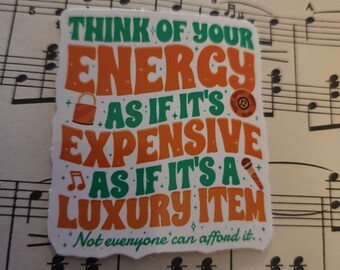 THINK OF YOUR
ENERGY
AS IF IT'S
EXPENSIVE
AS IF IT'S A
LUXURY ITEM
Not everyone can afford it.